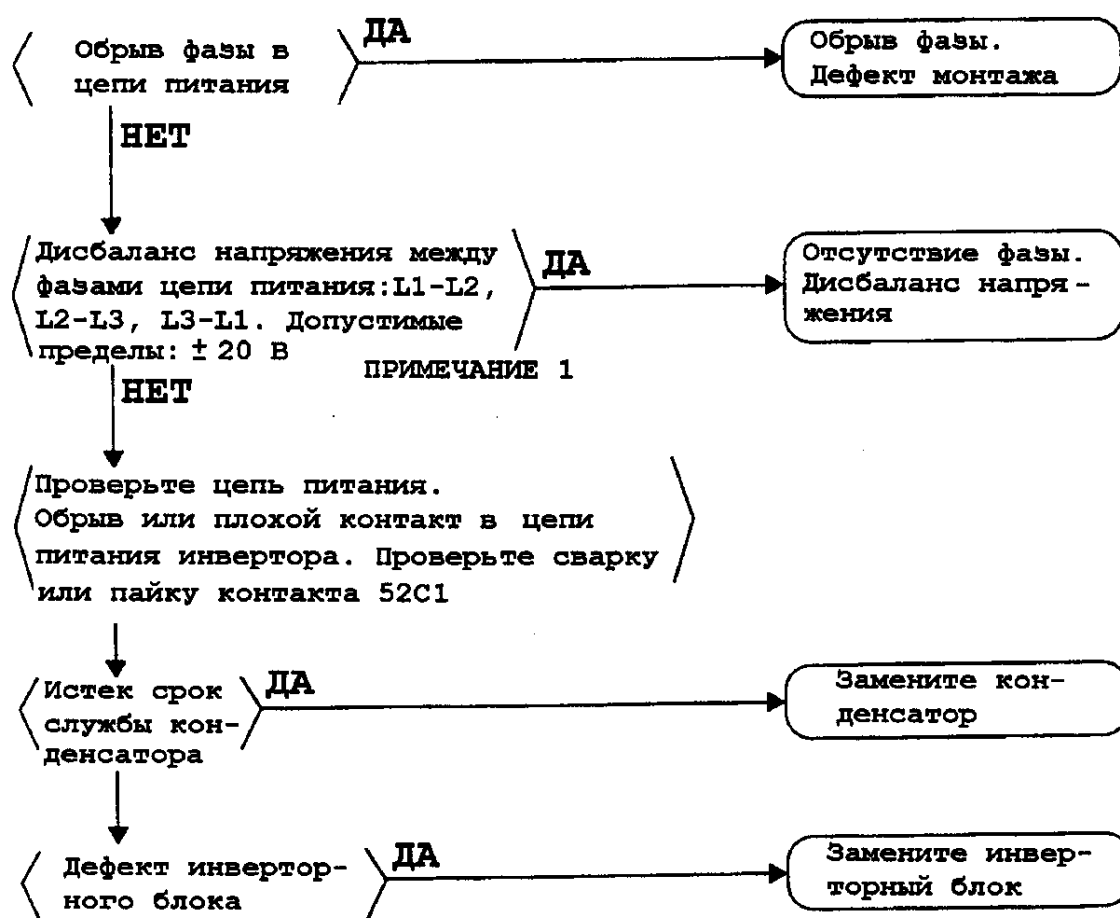 Обрыв фазы в
цепи питания
ДА
Обрыв фазы.
Дефект монтажа
НЕТ
Дисбаланс напряжения между
фазами цепи питания:L1-L2,
L2-L3, L3-L1. Допустимые
пределы: ± 20 В
ДА
Отсутствие фазы.
Дисбаланс напря-
жения
ПРИМЕЧАНИЕ 1
НЕТ
Проверьте цепь питания.
Обрыв или плохой контакт в цепи
питания инвертора. Проверьте сварку
или пайку контакта 52C1
Истек срок
службы кон-
денсатора
ДА
Замените кон-
денсатор
Дефект инвертор-
ного блока
ДА
Замените инвер-
торный блок